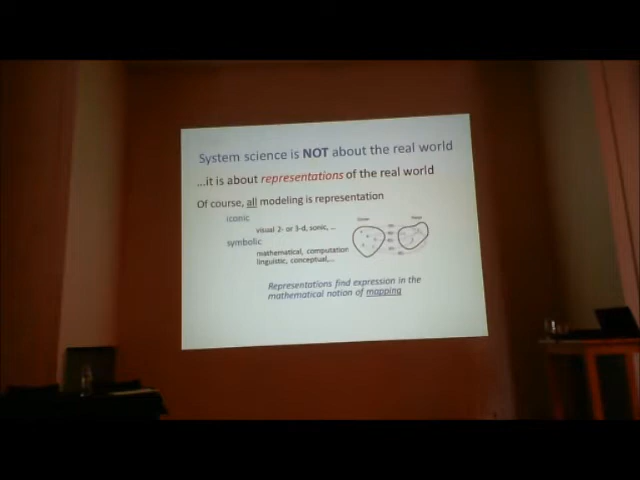 System science is NOT about the real world
...it is about representations of the real world
Of course, all modeling is representation
iconic
visual 2- or 3-d, sonic, ...
symbolic
mathematical, computation
linguistic, conceptual,...
Representations find expression in the
mathematical notion of mapping